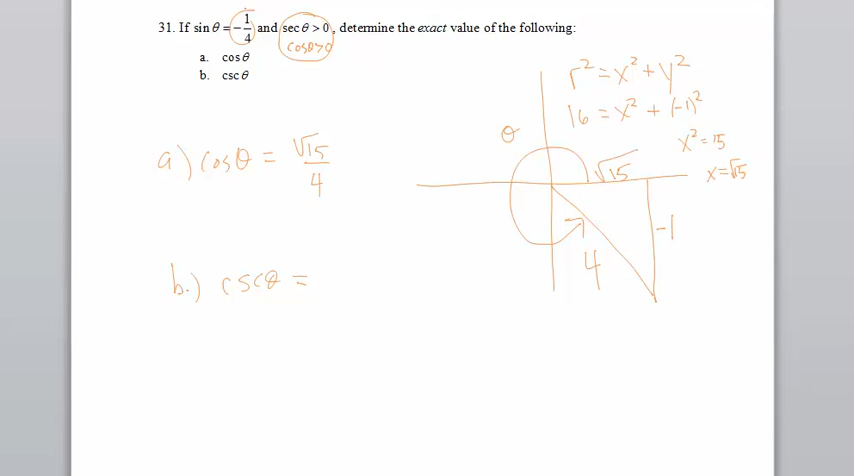 31. If sin θ = -1/4 and sec θ > 0, determine the exact value of the following:
cosθ>0
a. cos θ
b. csc θ
r² = x² + y²
16 = x² + (-1)²
x² = 15
x = √15
θ
√15
-1
4
a.) cos θ = √15/4
b.) csc θ =